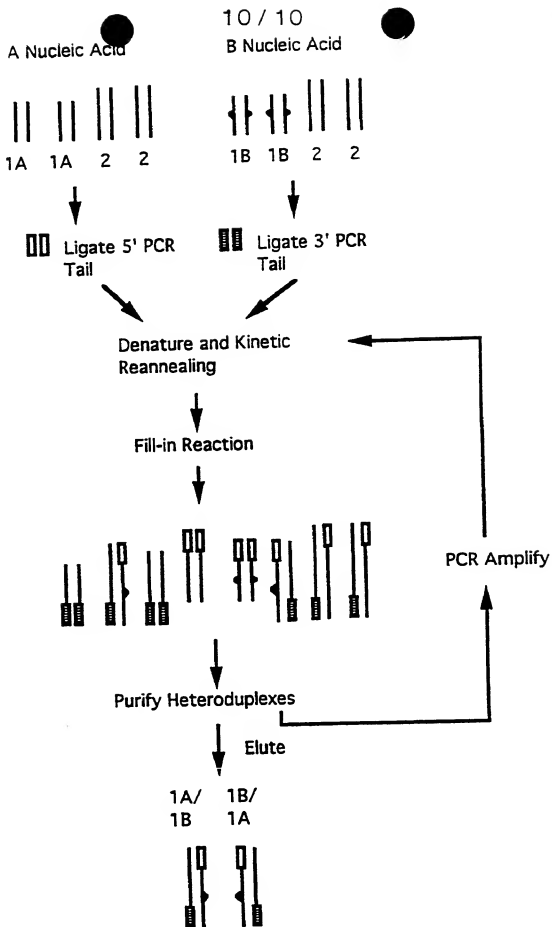 10 / 10
A Nucleic Acid
B Nucleic Acid
1A 1A 2 2
1B 1B 2 2
Ligate 5' PCR
Tail
Ligate 3' PCR
Tail
Denature and Kinetic
Reannealing
Fill-in Reaction
PCR Amplify
Purify Heteroduplexes
Elute
1A/ 1B/
1B 1A